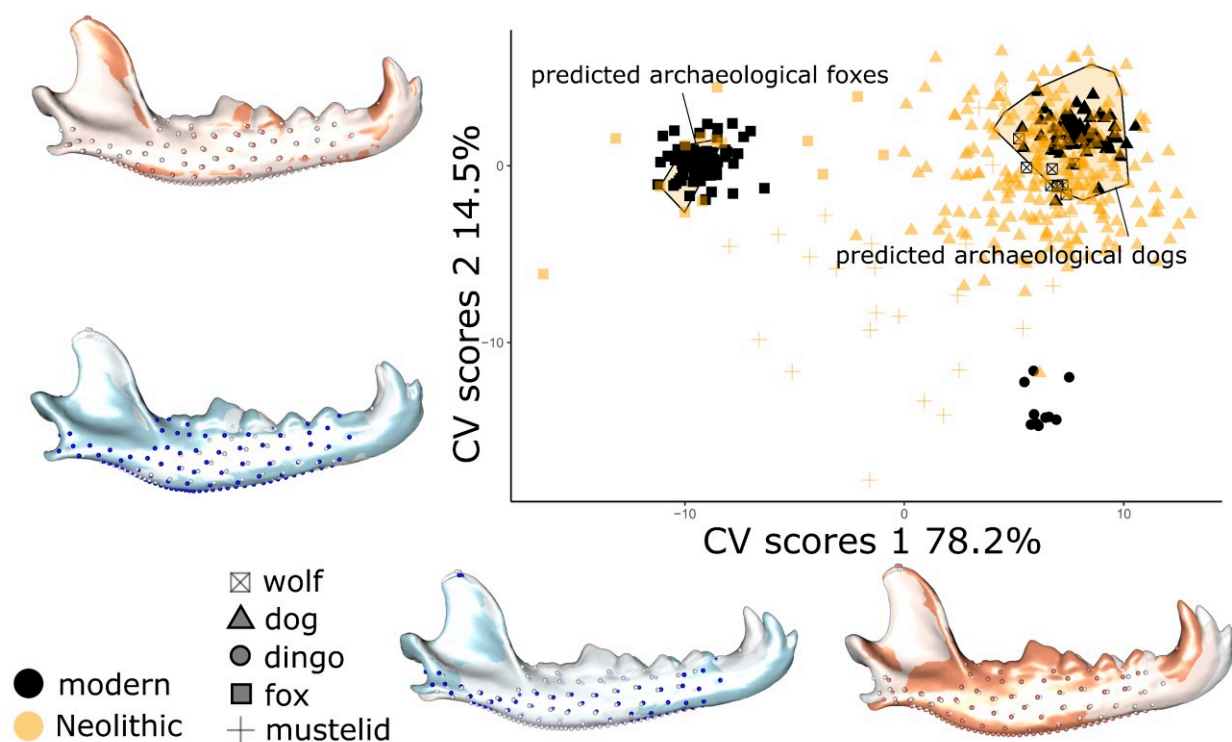 predicted archaeological foxes
predicted archaeological dogs
CV scores 2 14.5%
0
−10
−10
0
10
CV scores 1 78.2%
wolf
dog
dingo
fox
mustelid
modern
Neolithic